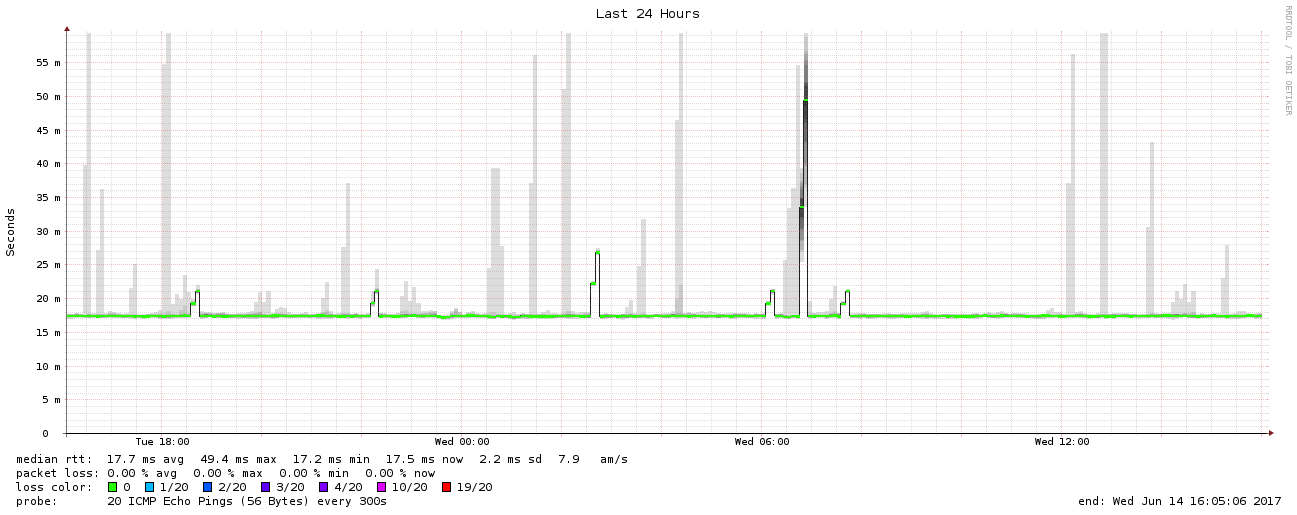 Last 24 Hours
RRDTOOL / TOBI OETIKER
Seconds
55 m
50 m
45 m
40 m
35 m
30 m
25 m
20 m
15 m
10 m
5 m
0
Tue 18:00 Wed 00:00 Wed 06:00 Wed 12:00
median rtt: 17.7 ms avg 49.4 ms max 17.2 ms min 17.5 ms now 2.2 ms sd 7.9 am/s
packet loss: 0.00 % avg 0.00 % max 0.00 % min 0.00 % now
loss color: 0 1/20 2/20 3/20 4/20 10/20 19/20
probe: 20 ICMP Echo Pings (56 Bytes) every 300s end: Wed Jun 14 16:05:06 2017